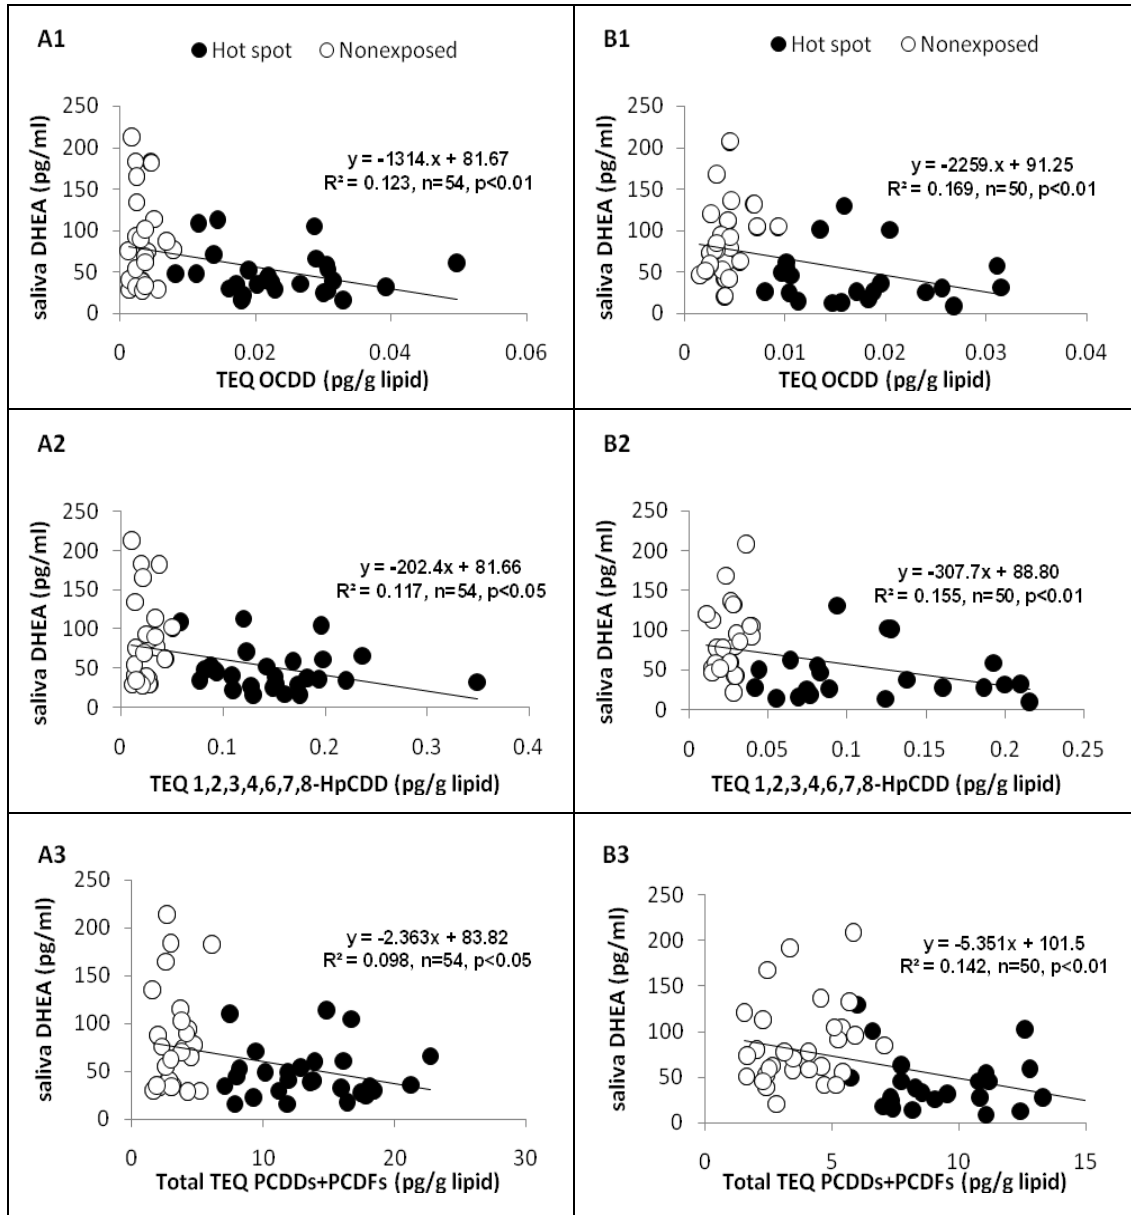 A1
Hot spot Nonexposed
saliva DHEA (pg/ml)
250
200
150
100
50
0
y = -1314.x + 81.67
R² = 0.123, n=54, p<0.01
0 0.02 0.04 0.06
TEQ OCDD (pg/g lipid)
B1
Hot spot Nonexposed
saliva DHEA (pg/ml)
250
200
150
100
50
0
y = -2259.x + 91.25
R² = 0.169, n=50, p<0.01
0 0.01 0.02 0.03 0.04
TEQ OCDD (pg/g lipid)
A2
saliva DHEA (pg/ml)
250
200
150
100
50
0
y = -202.4x + 81.66
R² = 0.117, n=54, p<0.05
0 0.1 0.2 0.3 0.4
TEQ 1,2,3,4,6,7,8-HpCDD (pg/g lipid)
B2
saliva DHEA (pg/ml)
250
200
150
100
50
0
y = -307.7x + 88.80
R² = 0.155, n=50, p<0.01
0 0.05 0.1 0.15 0.2 0.25
TEQ 1,2,3,4,6,7,8-HpCDD (pg/g lipid)
A3
saliva DHEA (pg/ml)
250
200
150
100
50
0
y = -2.363x + 83.82
R² = 0.098, n=54, p<0.05
0 10 20 30
Total TEQ PCDDs+PCDFs (pg/g lipid)
B3
saliva DHEA (pg/ml)
250
200
150
100
50
0
y = -5.351x + 101.5
R² = 0.142, n=50, p<0.01
0 5 10 15
Total TEQ PCDDs+PCDFs (pg/g lipid)